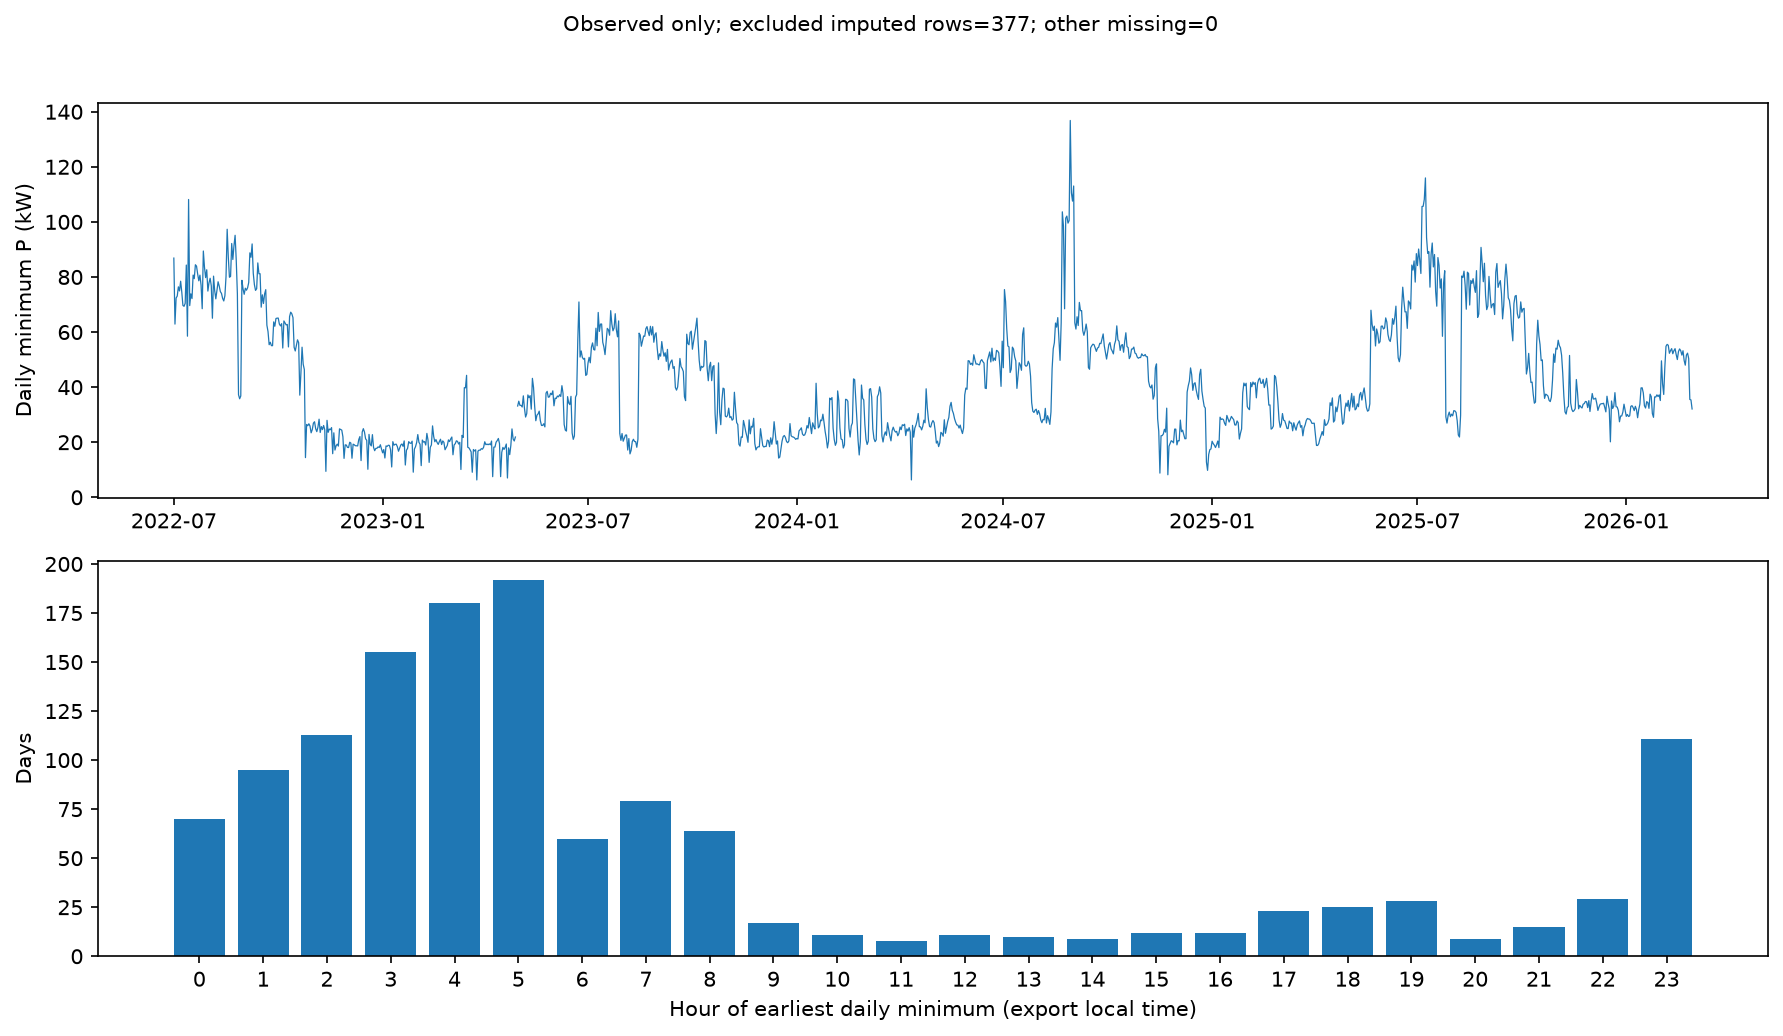 Observed only; excluded imputed rows=377; other missing=0
Daily minimum P (kW)
140
120
100
80
60
40
20
0
2022-07 2023-01 2023-07 2024-01 2024-07 2025-01 2025-07 2026-01
Days
200
175
150
125
100
75
50
25
0
0 1 2 3 4 5 6 7 8 9 10 11 12 13 14 15 16 17 18 19 20 21 22 23
Hour of earliest daily minimum (export local time)